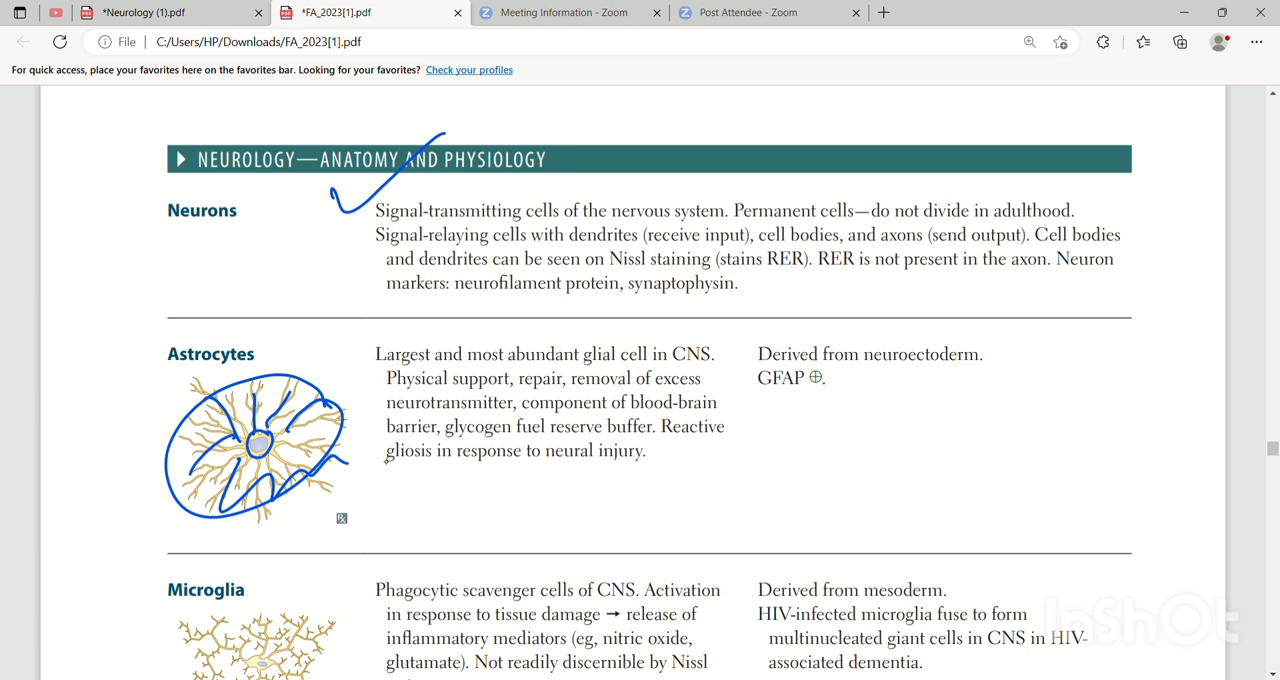 *Neurology (1).pdf
*FA_2023[1].pdf
Meeting Information - Zoom
Post Attendee - Zoom
File
C:/Users/HP/Downloads/FA_2023[1].pdf
For quick access, place your favorites here on the favorites bar. Looking for your favorites? Check your profiles
NEUROLOGY—ANATOMY AND PHYSIOLOGY
Neurons
Signal-transmitting cells of the nervous system. Permanent cells—do not divide in adulthood.
Signal-relaying cells with dendrites (receive input), cell bodies, and axons (send output). Cell bodies
and dendrites can be seen on Nissl staining (stains RER). RER is not present in the axon. Neuron
markers: neurofilament protein, synaptophysin.
Astrocytes
Largest and most abundant glial cell in CNS.
Physical support, repair, removal of excess
neurotransmitter, component of blood-brain
barrier, glycogen fuel reserve buffer. Reactive
gliosis in response to neural injury.
Derived from neuroectoderm.
GFAP ⊕.
Microglia
Phagocytic scavenger cells of CNS. Activation
in response to tissue damage → release of
inflammatory mediators (eg, nitric oxide,
glutamate). Not readily discernible by Nissl
Derived from mesoderm.
HIV-infected microglia fuse to form
multinucleated giant cells in CNS in HIV-
associated dementia.
InShOt